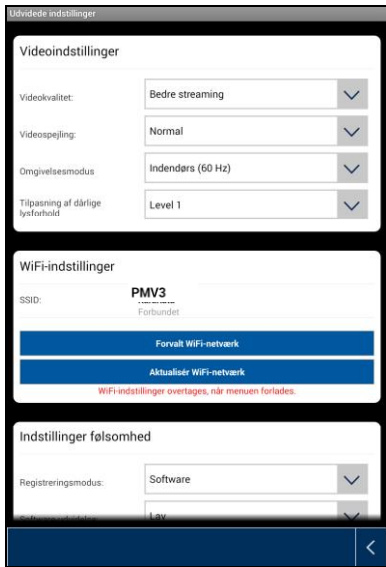 Udvidede indstillinger
Videoindstillinger
Videokvalitet:
Bedre streaming
Videospejling:
Normal
Omgivelsesmodus
Indendørs (60 Hz)
Tilpasning af dårlige
lysforhold
Level 1
WiFi-indstillinger
SSID:
PMV3
Forbundet
Forvalt WiFi-netværk
Aktualisér WiFi-netværk
WiFi-indstillinger overtages, når menuen forlades.
Indstillinger følsomhed
Registreringsmodus:
Software
Lav